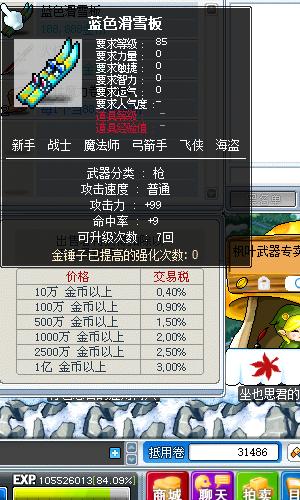 蓝色滑雪板
要求等级: 85
要求力量: 0
要求敏捷: 0
要求智力: 0
要求运气: 0
要求人气度: -
道具等级: -
道具经验值: -
新手 战士 魔法师 弓箭手 飞侠 海盗
武器分类 : 枪
攻击速度 : 普通
攻击力 : +99
命中率 : +9
可升级次数 : 7回
金锤子已提高的强化次数: 0
价格 交易税
10万 金币以上 0,40%
100万 金币以上 0,90%
500万 金币以上 1,50%
1000万 金币以上 2,00%
2500万 金币以上 2,50%
1亿 金币以上 3,00%
枫叶武器专卖
坐也思君的
抵用卷 31486
EXP 105526013[84.09%]
商城 聊天 拍卖